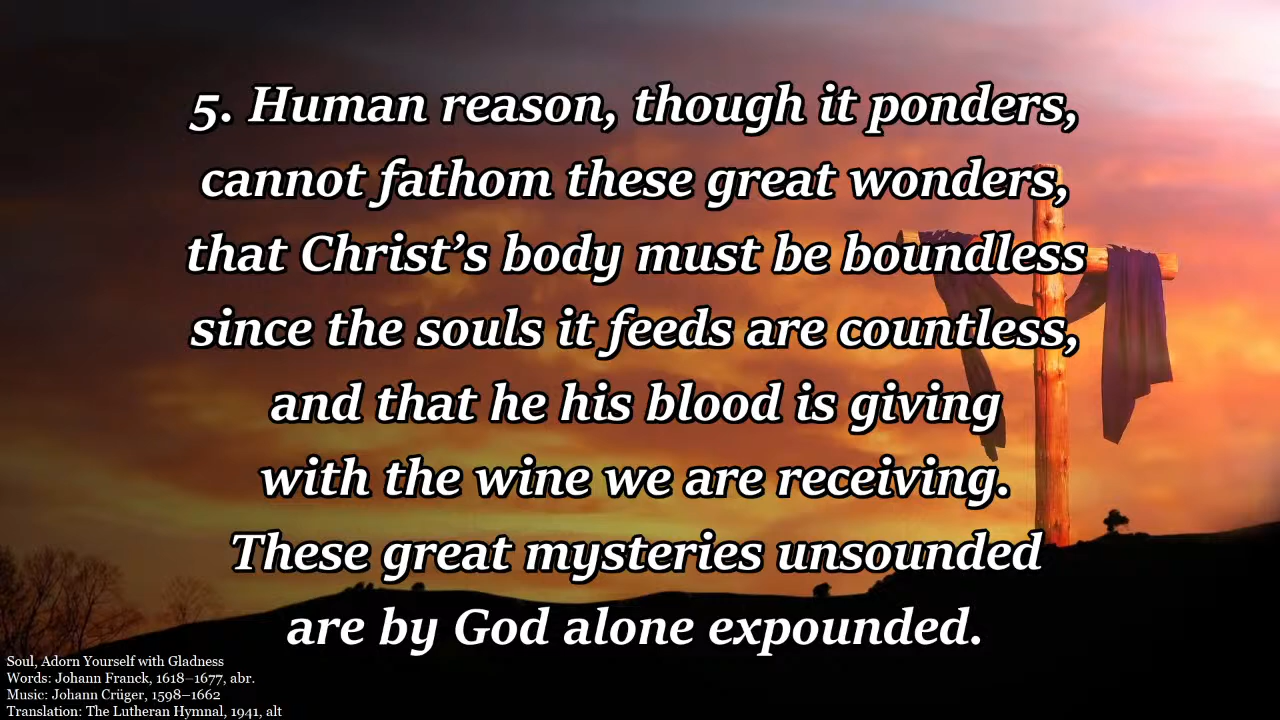 5. Human reason, though it ponders,
cannot fathom these great wonders,
that Christ’s body must be boundless
since the souls it feeds are countless,
and that he his blood is giving
with the wine we are receiving.
These great mysteries unsounded
are by God alone expounded.
Soul, Adorn Yourself with Gladness
Words: Johann Franck, 1618–1677, abr.
Music: Johann Crüger, 1598–1662
Translation: The Lutheran Hymnal, 1941, alt